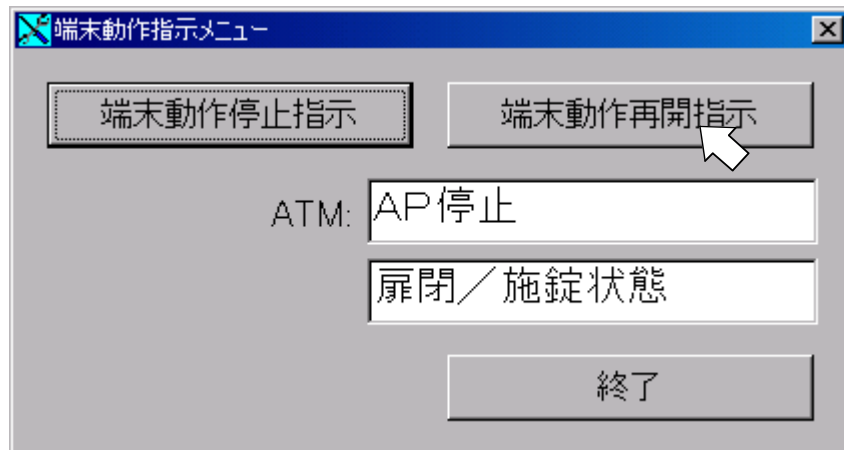 端末動作指示メニュー
端末動作停止指示
端末動作再開指示
ATM: AP停止
扉閉／施錠状態
終了